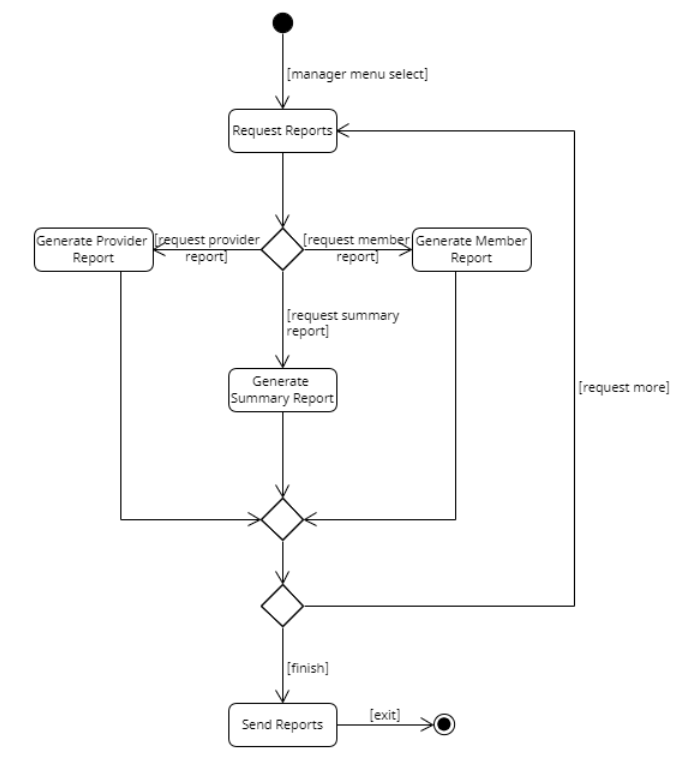 [manager menu select]
Request Reports
Generate Provider
Report
[request provider
report]
[request member
report]
Generate Member
Report
[request summary
report]
Generate
Summary Report
[request more]
[finish]
Send Reports
[exit]